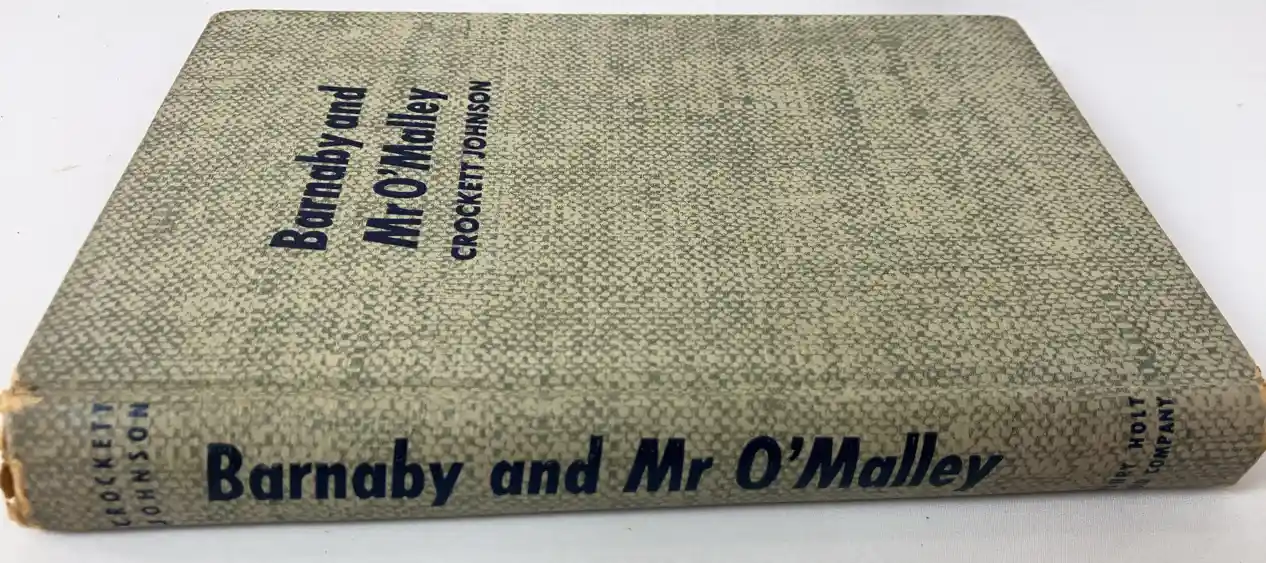 Barnaby and
Mr O'Malley
CROCKETT JOHNSON
CROCKETT
JOHNSON
Barnaby and Mr O'Malley
HOLT
COMPANY